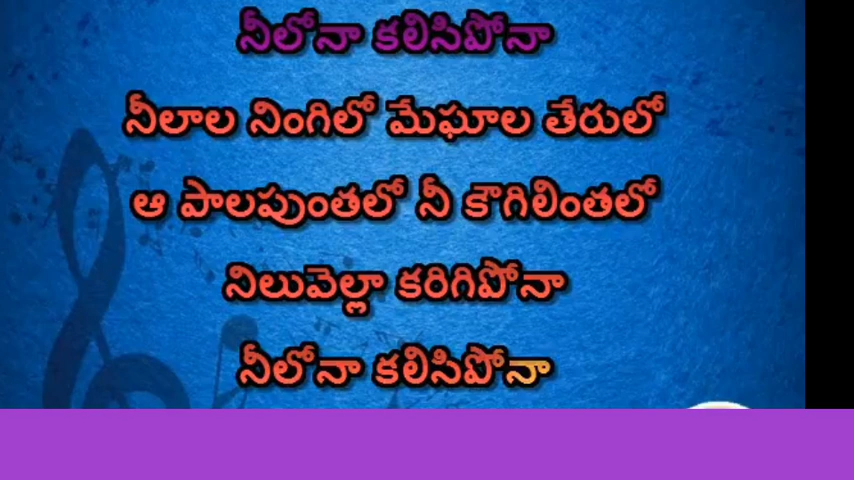 నీలోనా కలిసిపోనా
నీలాల నింగిలో మేఘాల తేరులో
ఆ పాలపుంతలో నీ కౌగిలింతలో
నిలువెల్లా కరిగిపోనా
నీలోనా కలిసిపోనా